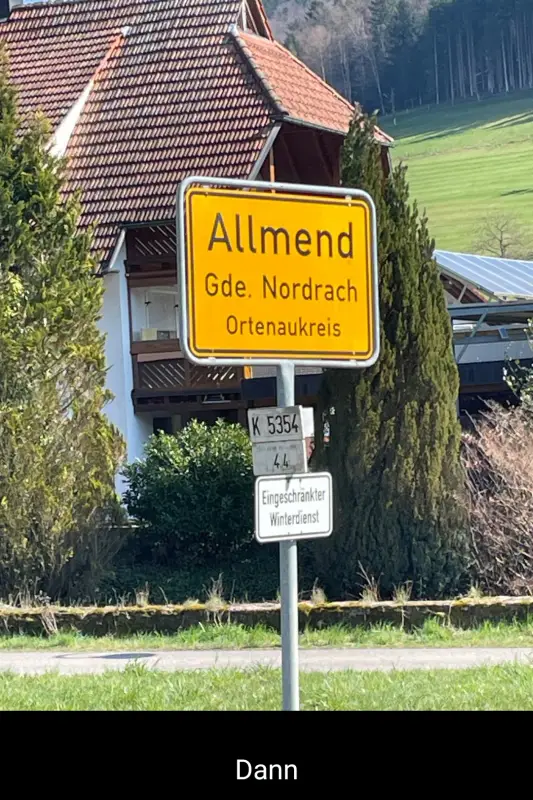 Allmend
Gde. Nordrach
Ortenaukreis
K 5354
4.4
Eingeschränkter
Winterdienst
Dann